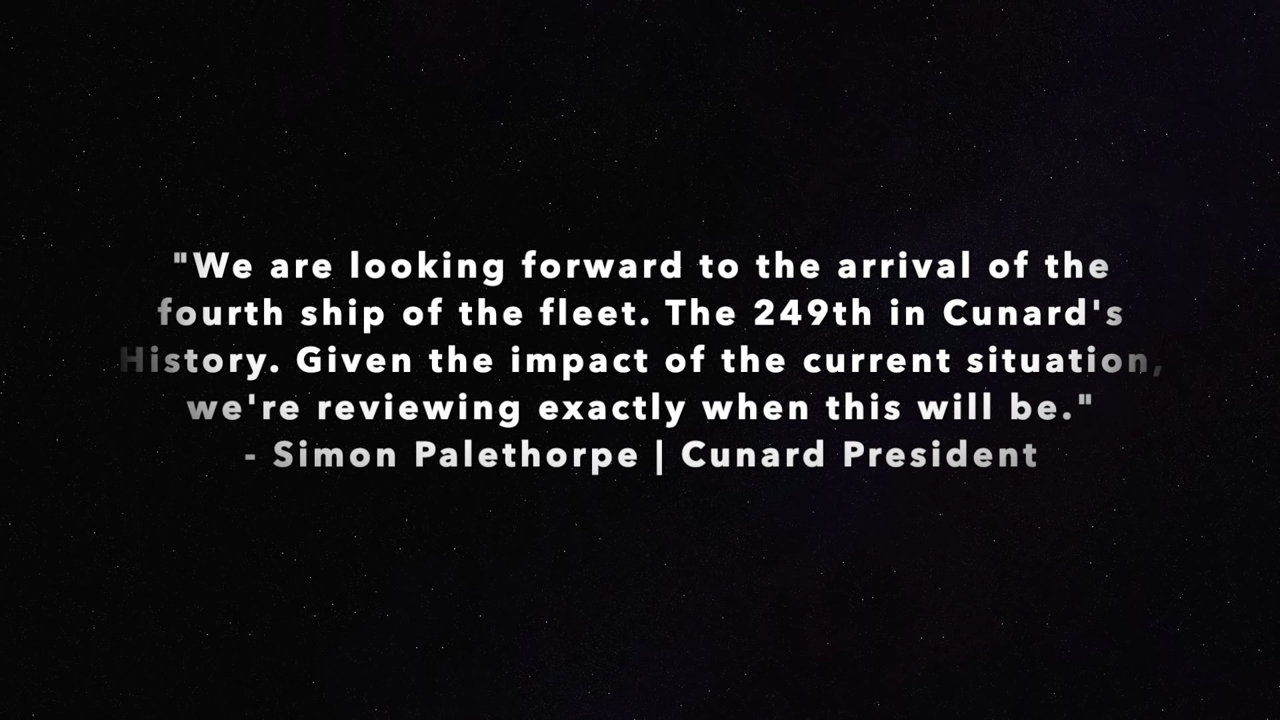 "We are looking forward to the arrival of the
fourth ship of the fleet. The 249th in Cunard's
History. Given the impact of the current situation,
we're reviewing exactly when this will be."
- Simon Palethorpe | Cunard President